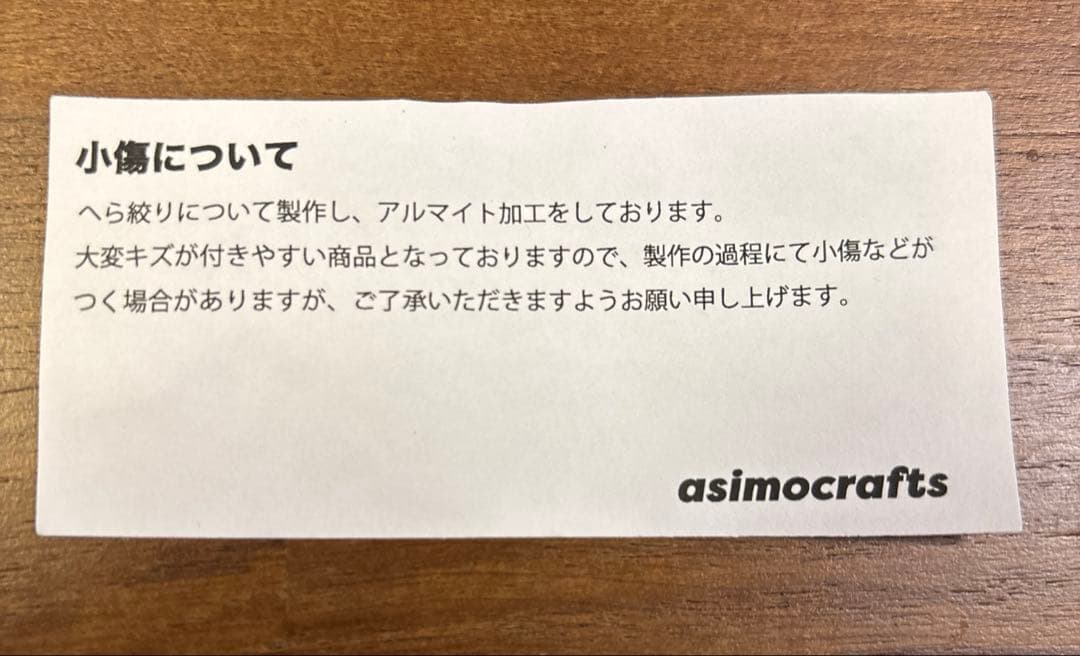 小傷について
へら絞りについて製作し、アルマイト加工をしております。
大変キズが付きやすい商品となっておりますので、製作の過程にて小傷などが
つく場合がありますが、ご了承いただきますようお願い申し上げます。
asimocrafts